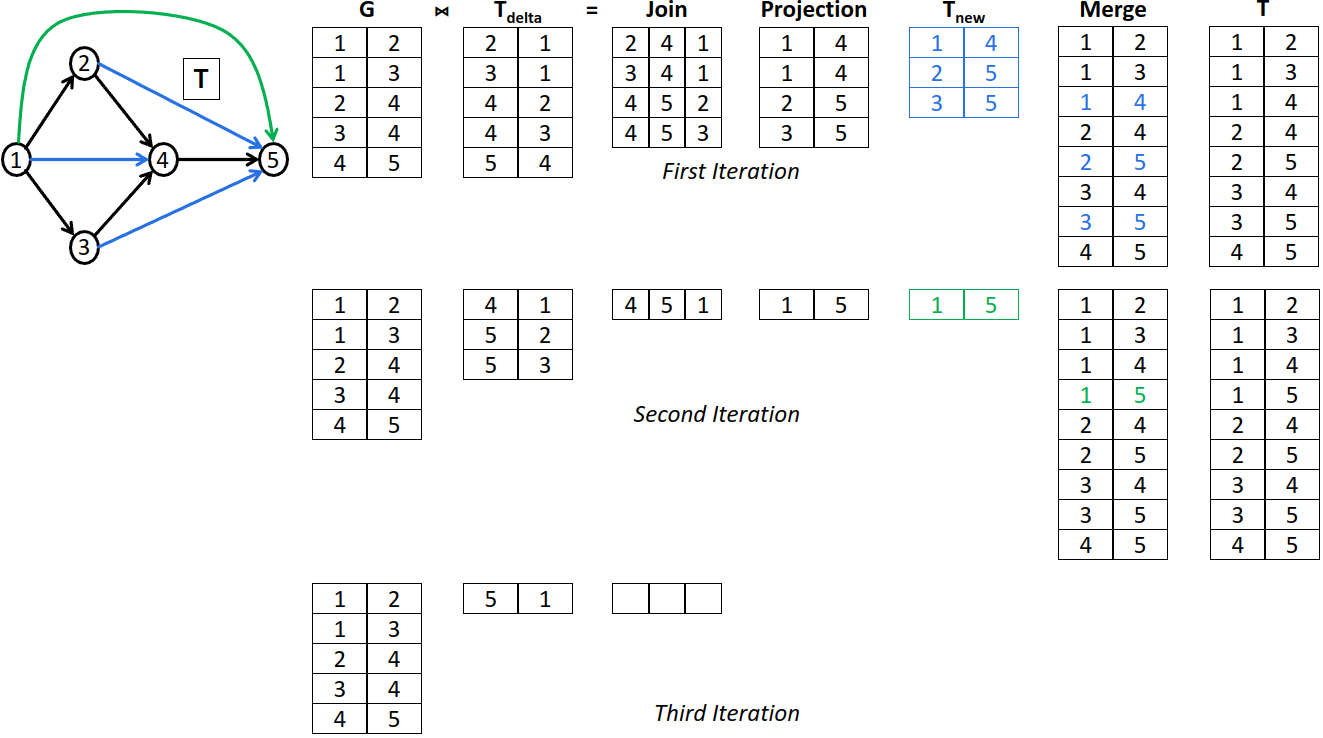 G ⋈ T_delta = Join Projection T_new Merge T
1 2 2 1 2 4 1 1 4 1 4 1 2 1 2
1 3 3 1 3 4 1 1 4 2 5 1 3 1 3
2 4 4 2 4 5 2 2 5 3 5 1 4 1 4
3 4 4 3 4 5 3 3 5 2 4 2 4
4 5 5 4 2 5 2 5
3 4 3 4
3 5 3 5
4 5 4 5
2
T
1
4
5
3
First Iteration
1 2 4 1 4 5 1 1 5 1 5 1 2 1 2
1 3 5 2 1 3 1 3
2 4 5 3 1 4 1 4
3 4 1 5 1 5
4 5 2 4 2 4
2 5 2 5
3 4 3 4
3 5 3 5
4 5 4 5
Second Iteration
1 2 5 1
1 3
2 4
3 4
4 5
Third Iteration